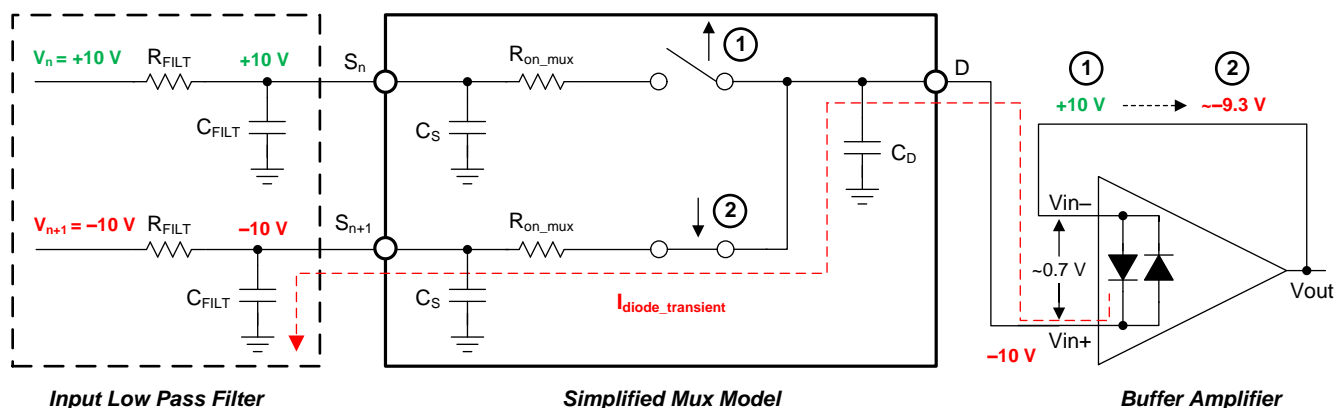 Vn = +10 V
RFILT
+10 V
Sn
Ron_mux
1
D
1
2
+10 V
~–9.3 V
CFILT
CS
CD
Vn+1 = –10 V
RFILT
–10 V
Sn+1
Ron_mux
2
Vin–
~0.7 V
Vin+
–10 V
Vout
CFILT
CS
Idiode_transient
Input Low Pass Filter
Simplified Mux Model
Buffer Amplifier